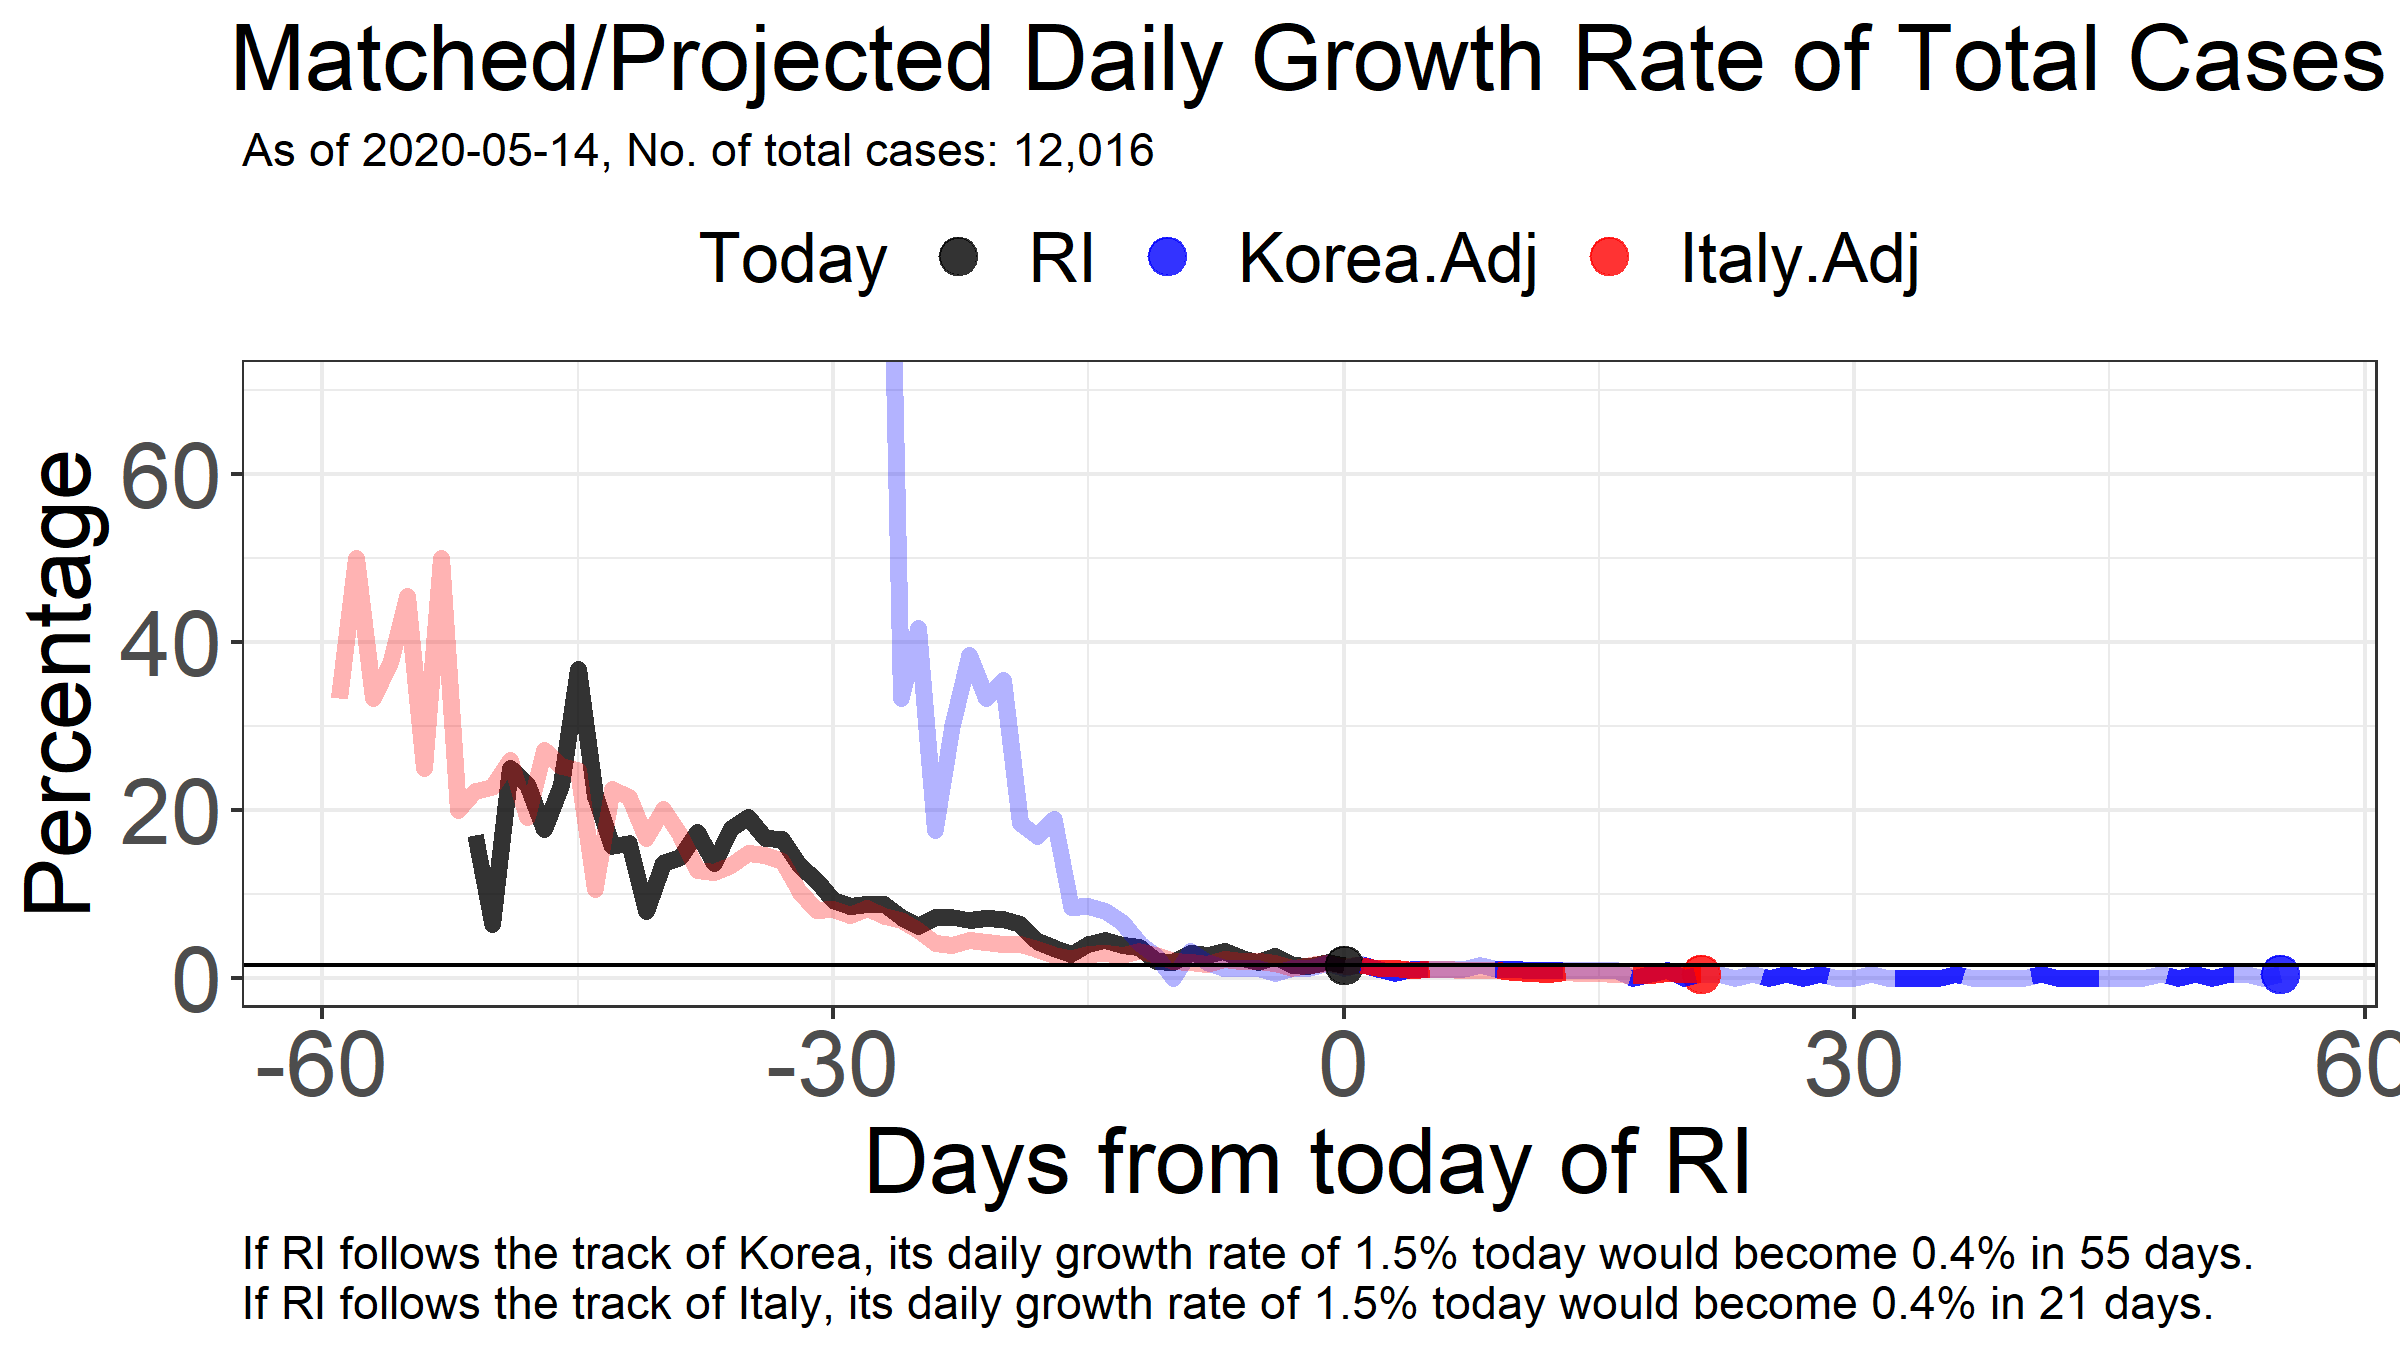 Matched/Projected Daily Growth Rate of Total Cases
As of 2020-05-14, No. of total cases: 12,016
Today RI Korea.Adj Italy.Adj
Percentage
60
40
20
0
-60 -30 0 30 60
Days from today of RI
If RI follows the track of Korea, its daily growth rate of 1.5% today would become 0.4% in 55 days.
If RI follows the track of Italy, its daily growth rate of 1.5% today would become 0.4% in 21 days.